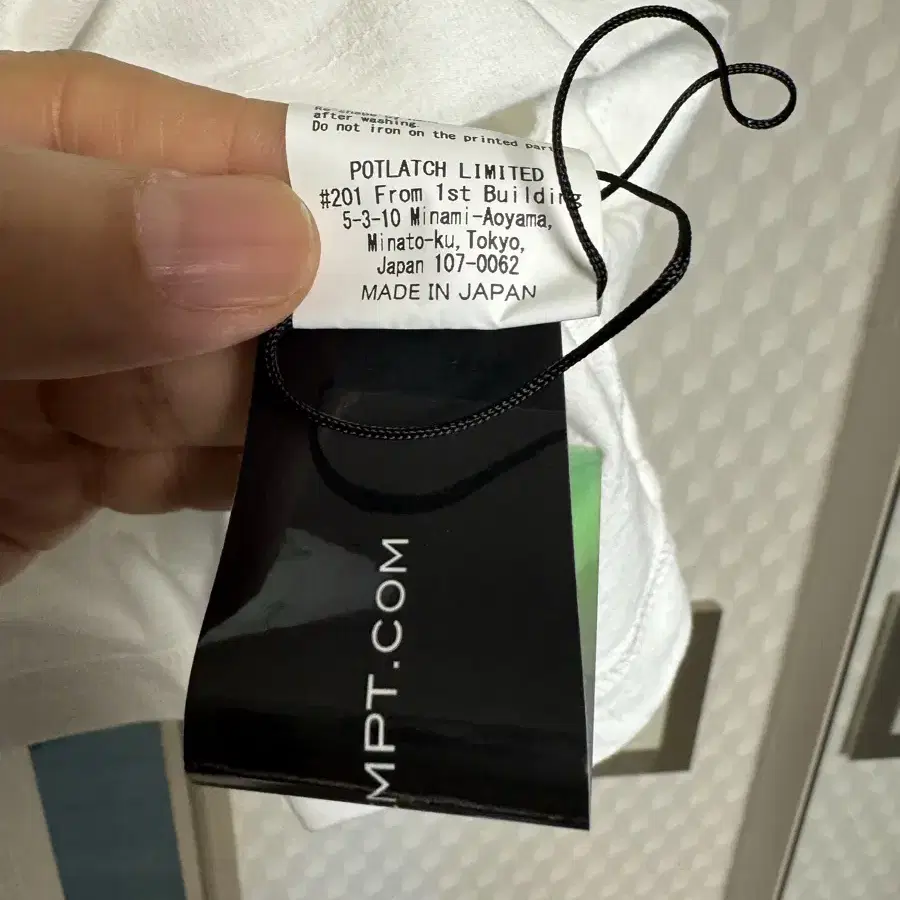 after washing.
Do not iron on the printed part
POTLATCH LIMITED
#201 From 1st Building
5-3-10 Minami-Aoyama,
Minato-ku, Tokyo,
Japan 107-0062
MADE IN JAPAN
MPT.COM